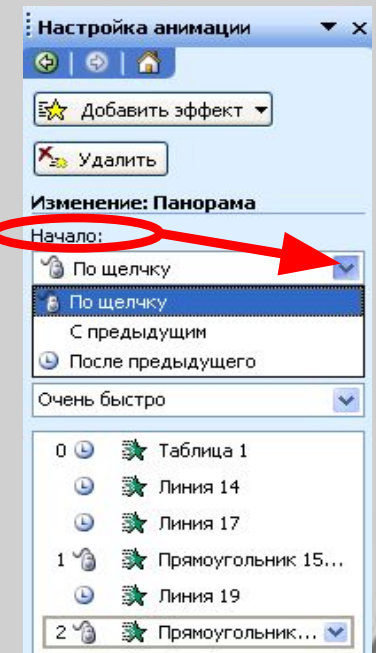 Настройка анимации
Добавить эффект
Удалить
Изменение: Панорама
Начало:
По щелчку
По щелчку
С предыдущим
После предыдущего
Очень быстро
0 Таблица 1
Линия 14
Линия 17
1 Прямоугольник 15...
Линия 19
2 Прямоугольник...